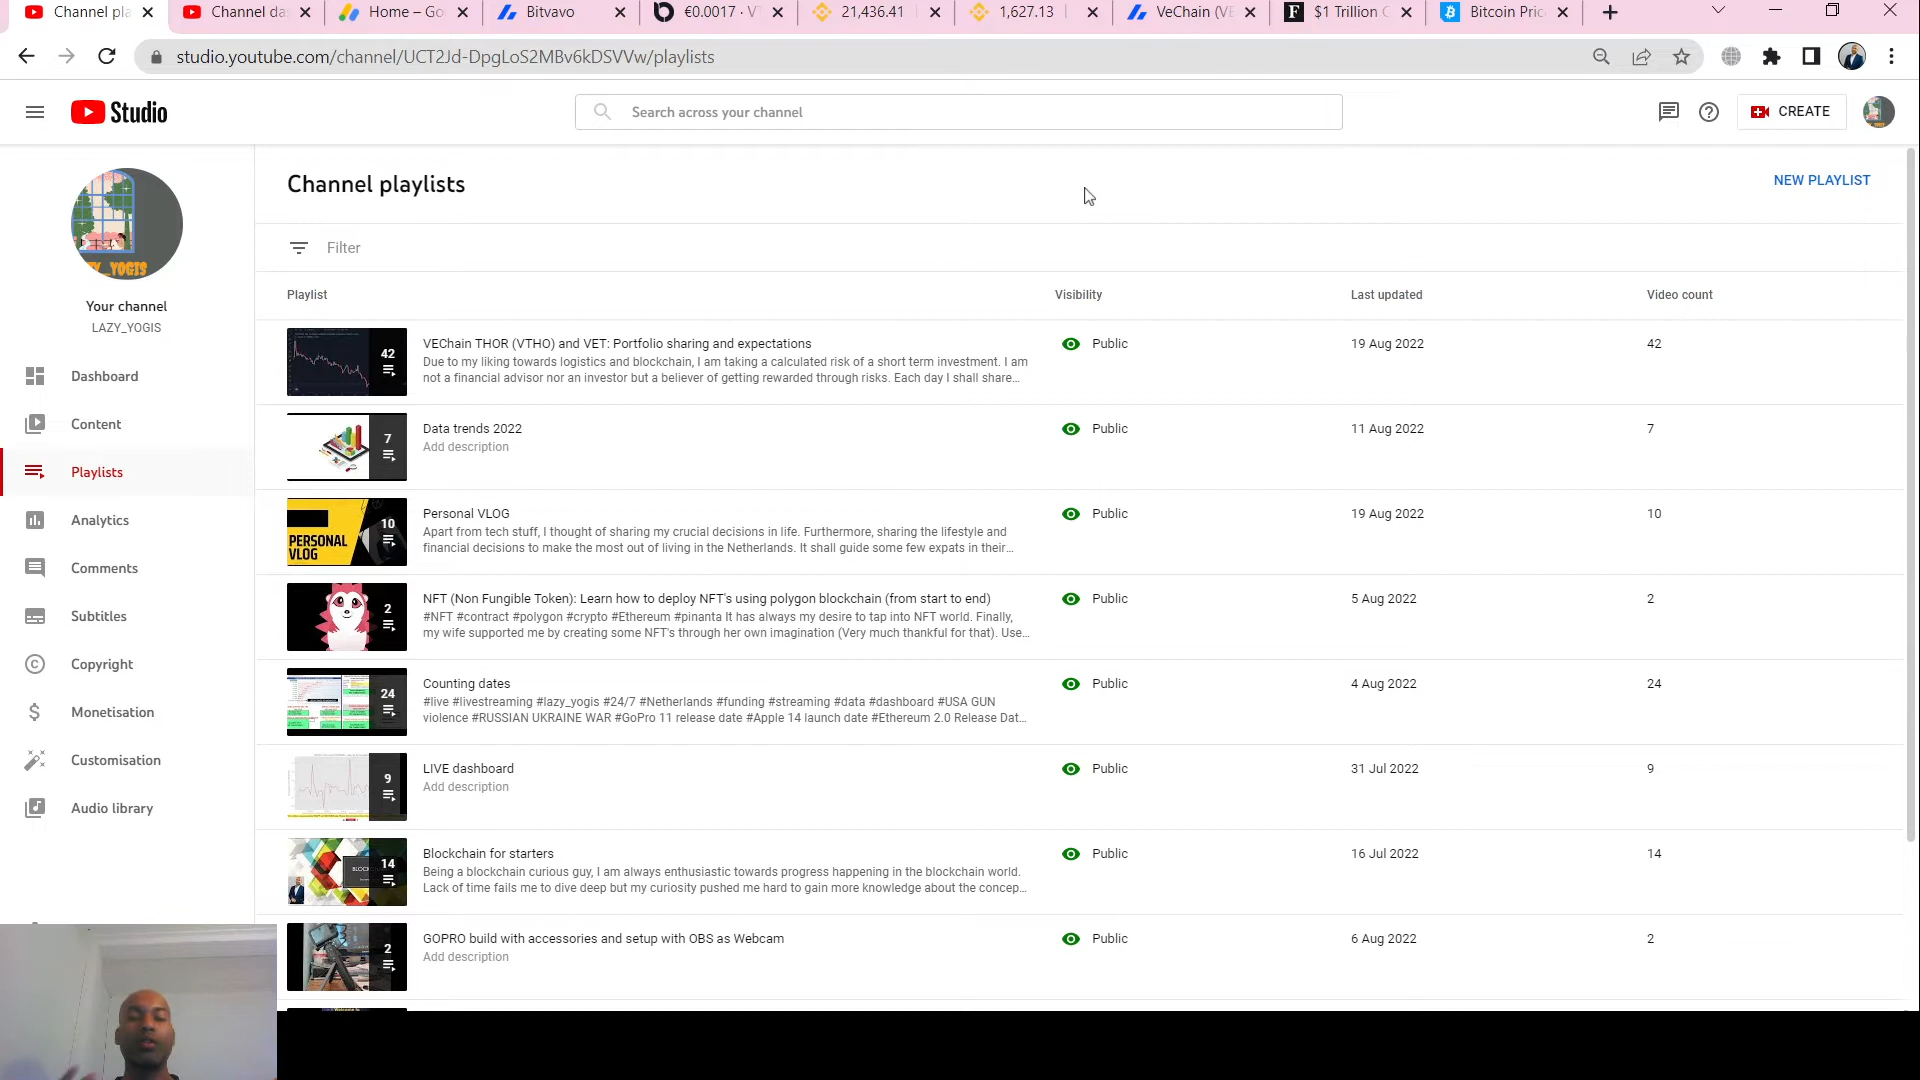 Channel pla
Channel da
Home – Go
Bitvavo
€0.0017 · V
21,436.41
1,627.13
VeChain (VE
$1 Trillion C
Bitcoin Pric
studio.youtube.com/channel/UCT2Jd-DpgLoS2MBv6kDSVVw/playlists
Studio
Search across your channel
CREATE
Your channel
LAZY_YOGIS
Dashboard
Content
Playlists
Analytics
Comments
Subtitles
Copyright
Monetisation
Customisation
Audio library
Channel playlists
NEW PLAYLIST
Filter
Playlist Visibility Last updated Video count
42
VEChain THOR (VTHO) and VET: Portfolio sharing and expectations
Due to my liking towards logistics and blockchain, I am taking a calculated risk of a short term investment. I am
not a financial advisor nor an investor but a believer of getting rewarded through risks. Each day I shall share…
Public 19 Aug 2022 42
7
Data trends 2022
Add description
Public 11 Aug 2022 7
10
PERSONAL
VLOG
Personal VLOG
Apart from tech stuff, I thought of sharing my crucial decisions in life. Furthermore, sharing the lifestyle and
financial decisions to make the most out of living in the Netherlands. It shall guide some few expats in their…
Public 19 Aug 2022 10
2
NFT (Non Fungible Token): Learn how to deploy NFT's using polygon blockchain (from start to end)
#NFT #contract #polygon #crypto #Ethereum #pinanta It has always my desire to tap into NFT world. Finally,
my wife supported me by creating some NFT's through her own imagination (Very much thankful for that). Use…
Public 5 Aug 2022 2
24
Counting dates
#live #livestreaming #lazy_yogis #24/7 #Netherlands #funding #streaming #data #dashboard #USA GUN
violence #RUSSIAN UKRAINE WAR #GoPro 11 release date #Apple 14 launch date #Ethereum 2.0 Release Dat…
Public 4 Aug 2022 24
9
LIVE dashboard
Add description
Public 31 Jul 2022 9
14
Blockchain for starters
Being a blockchain curious guy, I am always enthusiastic towards progress happening in the blockchain world.
Lack of time fails me to dive deep but my curiosity pushed me hard to gain more knowledge about the concep…
Public 16 Jul 2022 14
2
GOPRO build with accessories and setup with OBS as Webcam
Add description
Public 6 Aug 2022 2